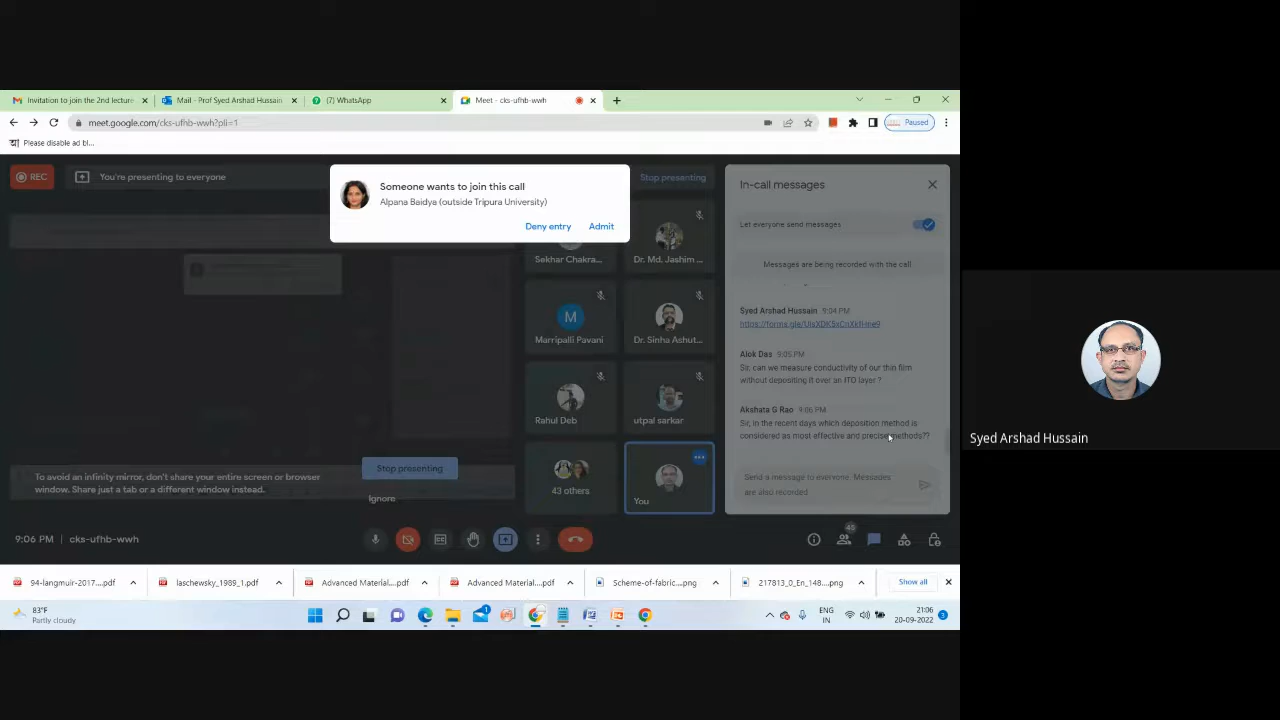 Invitation to join the 2nd lecture
Mail - Prof Syed Arshad Hussain
(7) WhatsApp
Meet - cks-ufhb-wwh
meet.google.com/cks-ufhb-wwh?pli=1
Paused
Please disable ad bl...
REC
You're presenting to everyone
Stop presenting
Someone wants to join this call
Alpana Baidya (outside Tripura University)
Deny entry
Admit
Sekhar Chakra...
Dr. Md. Jashim ...
M
Marripalli Pavani
Dr. Sinha Ashut...
Rahul Deb
utpal sarkar
43 others
You
To avoid an infinity mirror, don't share your entire screen or browser
window. Share just a tab or a different window instead.
Stop presenting
Ignore
In-call messages
Let everyone send messages
Messages are being recorded with the call
Syed Arshad Hussain 9:04 PM
Alok Das 9:05 PM
Sir, can we measure conductivity of our thin
film without depositing it over an ITO layer ?
Akshata G Rao 9:06 PM
Sir, in the recent days which deposition method is
considered as most effective and precise methods??
Send a message to everyone. Messages
are also recorded
9:06 PM | cks-ufhb-wwh
94-langmuir-2017....pdf
laschewsky_1989_1.pdf
Advanced Material....pdf
Advanced Material....pdf
Scheme-of-fabric....png
217813_0_En_148....png
Show all
83°F
Partly cloudy
ENG
IN
21:06
20-09-2022
3
Syed Arshad Hussain